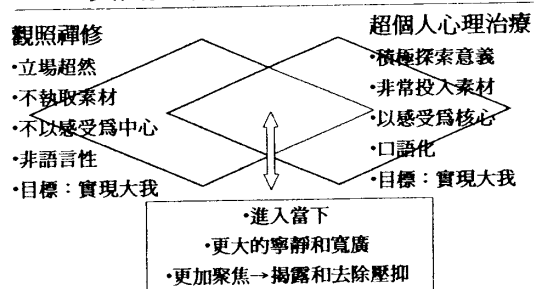 觀照禪修
•立場超然
•不執取素材
•不以感受爲中心
•非語言性
•目標：實現大我
超個人心理治療
•積極探索意義
•非常投入素材
•以感受爲核心
•口語化
•目標：實現大我
•進入當下
•更大的寧靜和寬廣
•更加聚焦→揭露和去除壓抑